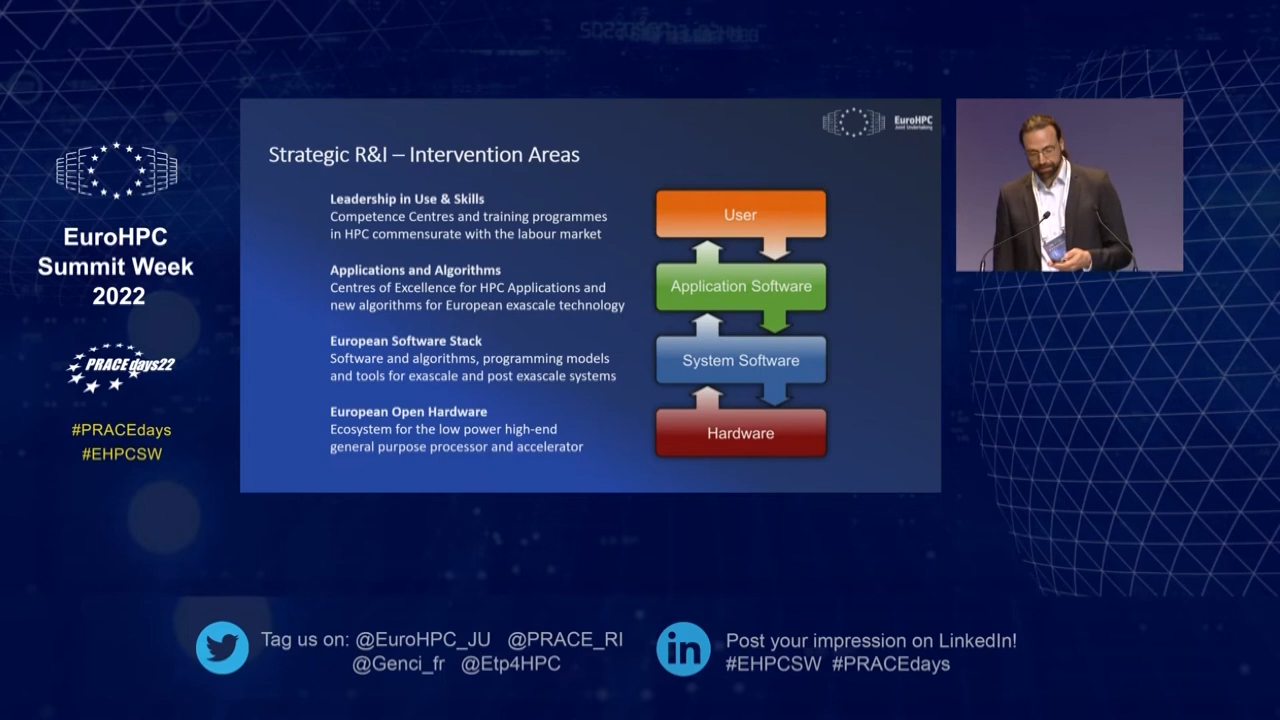 EuroHPC
Summit Week
2022
PRACEdays22
#PRACEdays
#EHPCSW
EuroHPC
Joint Undertaking
Strategic R&I – Intervention Areas
Leadership in Use & Skills
Competence Centres and training programmes
in HPC commensurate with the labour market
Applications and Algorithms
Centres of Excellence for HPC Applications and
new algorithms for European exascale technology
European Software Stack
Software and algorithms, programming models
and tools for exascale and post exascale systems
European Open Hardware
Ecosystem for the low power high-end
general purpose processor and accelerator
User
Application Software
System Software
Hardware
Tag us on: @EuroHPC_JU @PRACE_RI
@Genci_fr @Etp4HPC
in
Post your impression on LinkedIn!
#EHPCSW #PRACEdays